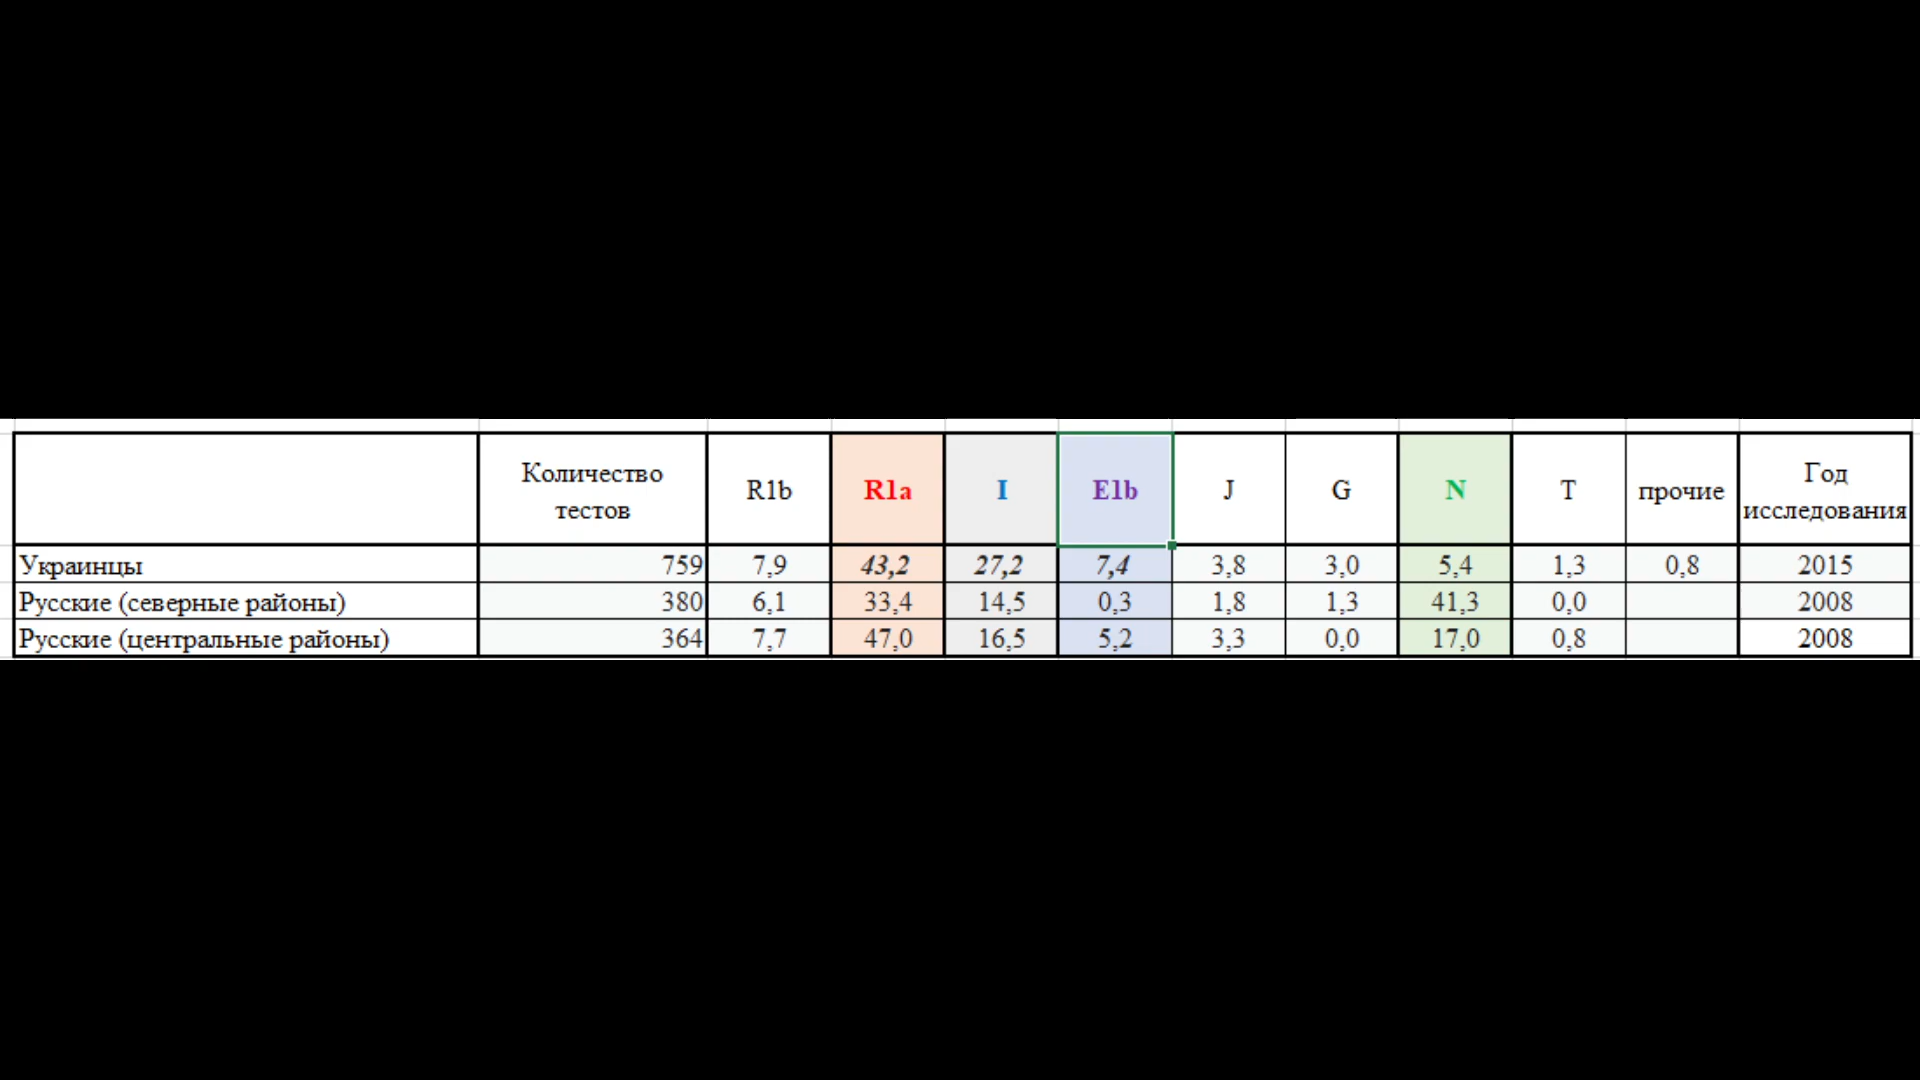 Количество тестов R1b R1a I E1b J G N T прочие Год исследования
Украинцы 759 7,9 43,2 27,2 7,4 3,8 3,0 5,4 1,3 0,8 2015
Русские (северные районы) 380 6,1 33,4 14,5 0,3 1,8 1,3 41,3 0,0 2008
Русские (центральные районы) 364 7,7 47,0 16,5 5,2 3,3 0,0 17,0 0,8 2008